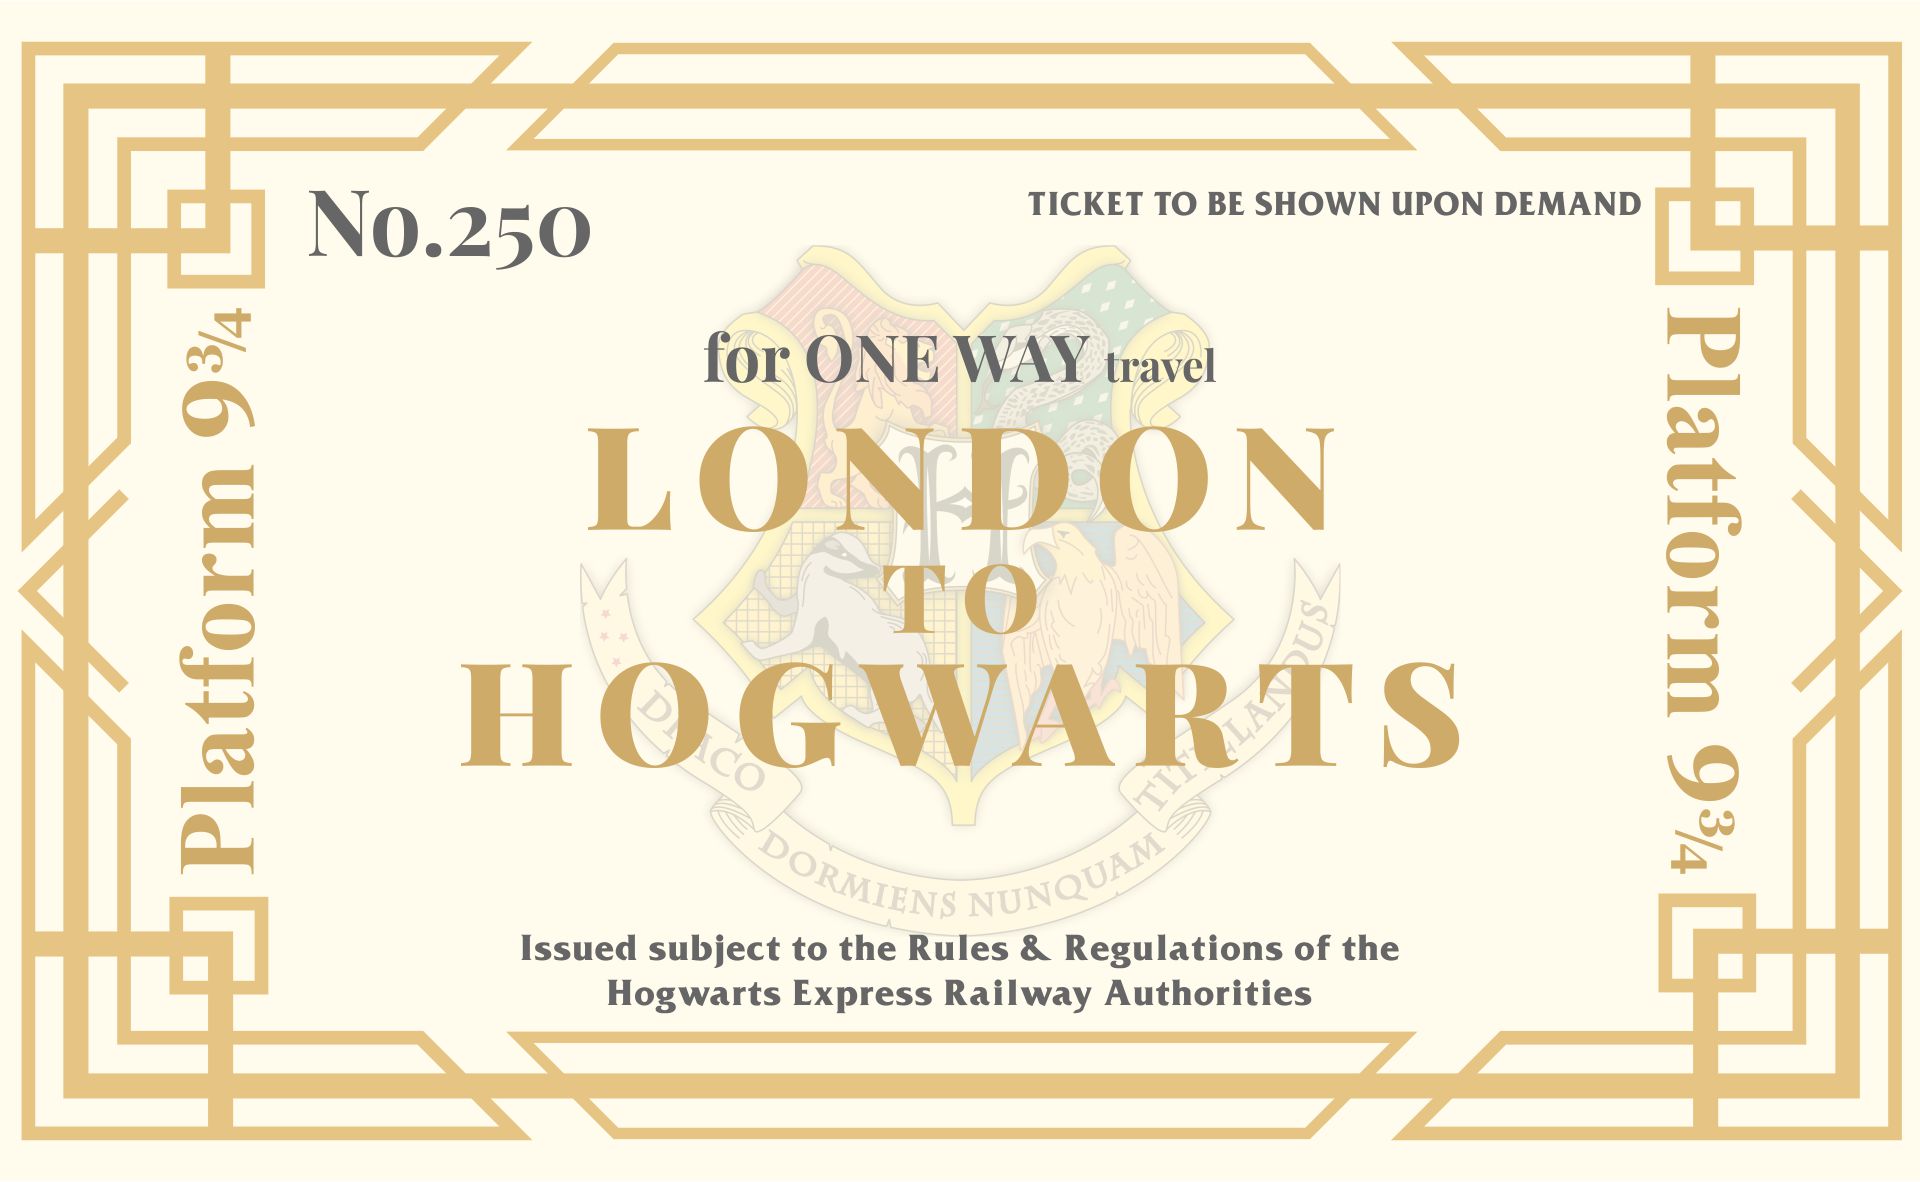 No.250
TICKET TO BE SHOWN UPON DEMAND
for ONE WAY travel
LONDON
TO
HOGWARTS
Platform 9¾
Platform 9¾
H
DRACO
DORMIENS NUNQUAM
TITILLANDUS
Issued subject to the Rules & Regulations of the
Hogwarts Express Railway Authorities